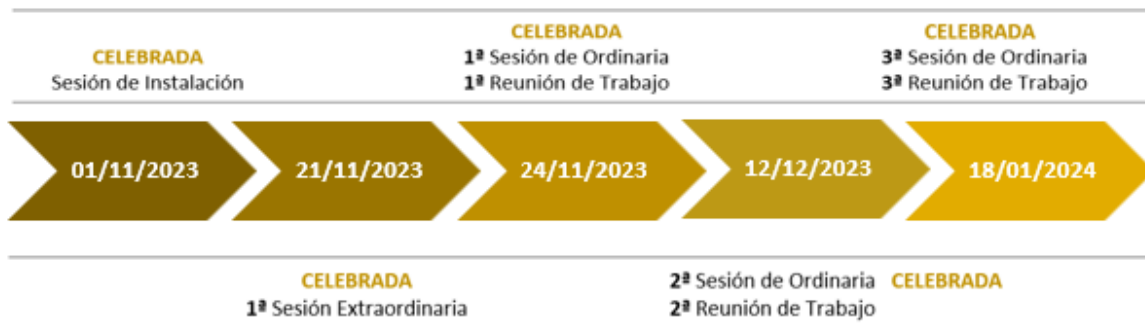 CELEBRADA
Sesión de Instalación
CELEBRADA
1ª Sesión de Ordinaria
1ª Reunión de Trabajo
CELEBRADA
3ª Sesión de Ordinaria
3ª Reunión de Trabajo
01/11/2023
21/11/2023
24/11/2023
12/12/2023
18/01/2024
CELEBRADA
1ª Sesión Extraordinaria
2ª Sesión de Ordinaria CELEBRADA
2ª Reunión de Trabajo